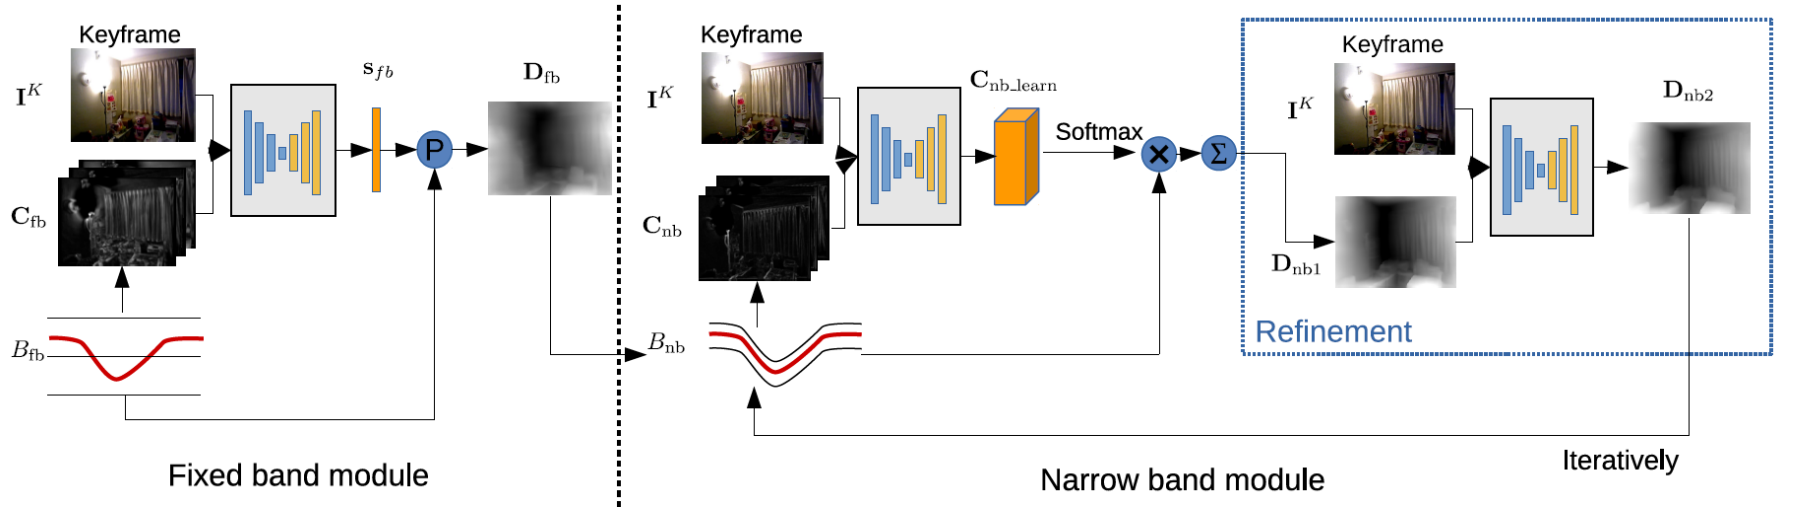 Keyframe
I^K
s_fb
D_fb
P
C_fb
B_fb
Fixed band module
Keyframe
I^K
C_nb_learn
Softmax
×
Σ
C_nb
B_nb
Keyframe
I^K
D_nb2
D_nb1
Refinement
Iteratively
Narrow band module